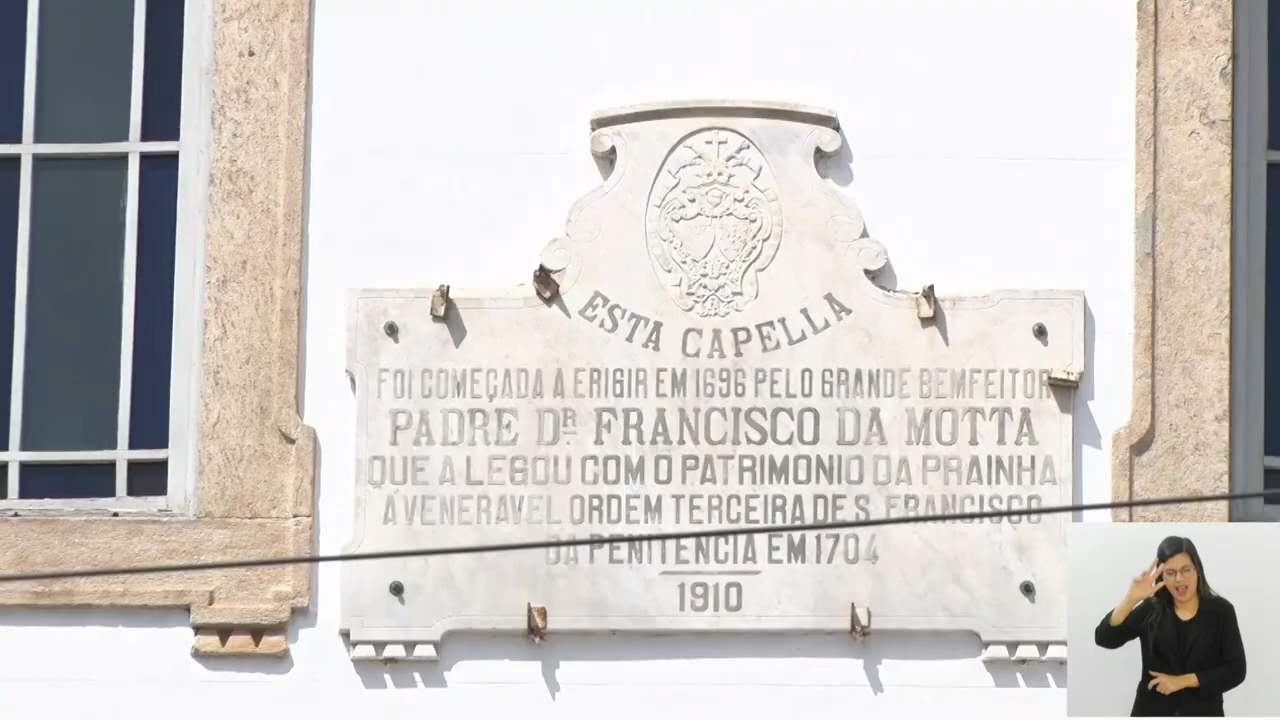 ESTA CAPELLA
FOI COMEÇADA A ERIGIR EM 1696 PELO GRANDE BEMFEITOR
PADRE DR. FRANCISCO DA MOTTA
QUE A LEGOU COM O PATRIMONIO DA PRAINHA
Á VENERAVEL ORDEM TERCEIRA DE S. FRANCISCO
DA PENITENCIA EM 1704
1910